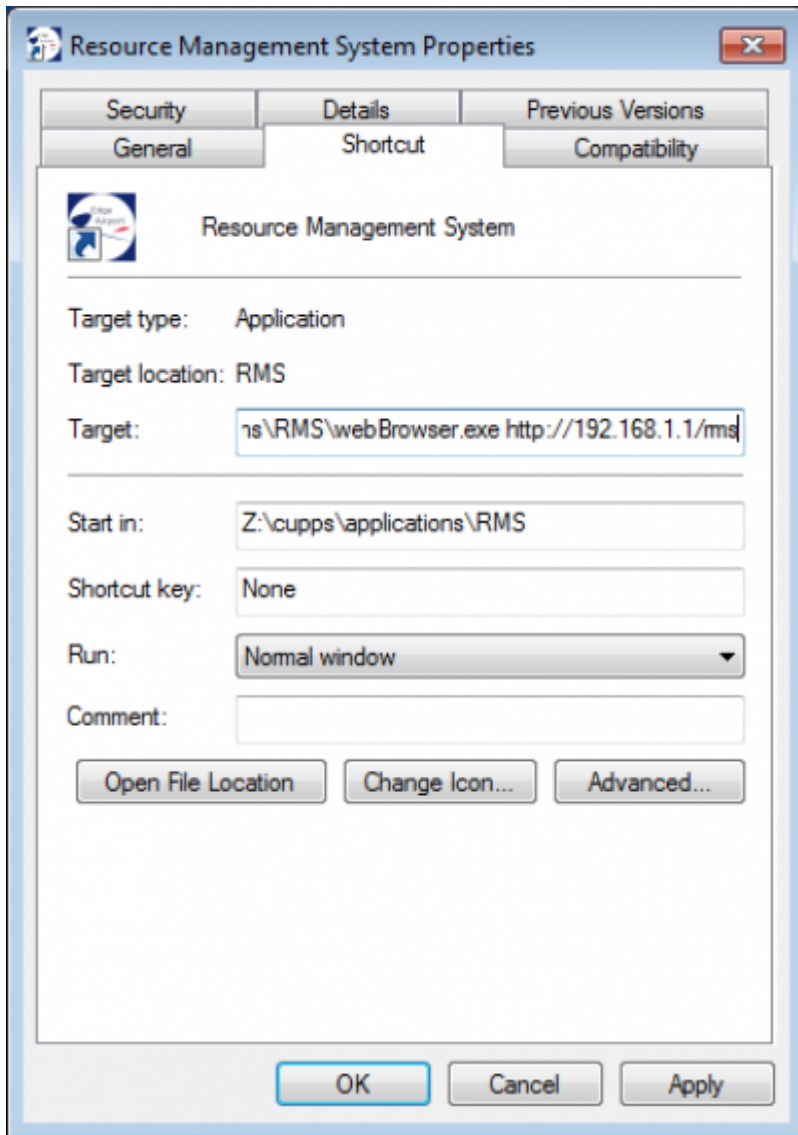 Resource Management System Properties
Security Details Previous Versions
General Shortcut Compatibility
Edge
Airport
Resource Management System
Target type: Application
Target location: RMS
Target: ns\RMS\webBrowser.exe http://192.168.1.1/rms
Start in: Z:\cupps\applications\RMS
Shortcut key: None
Run: Normal window
Comment:
Open File Location Change Icon... Advanced...
OK Cancel Apply